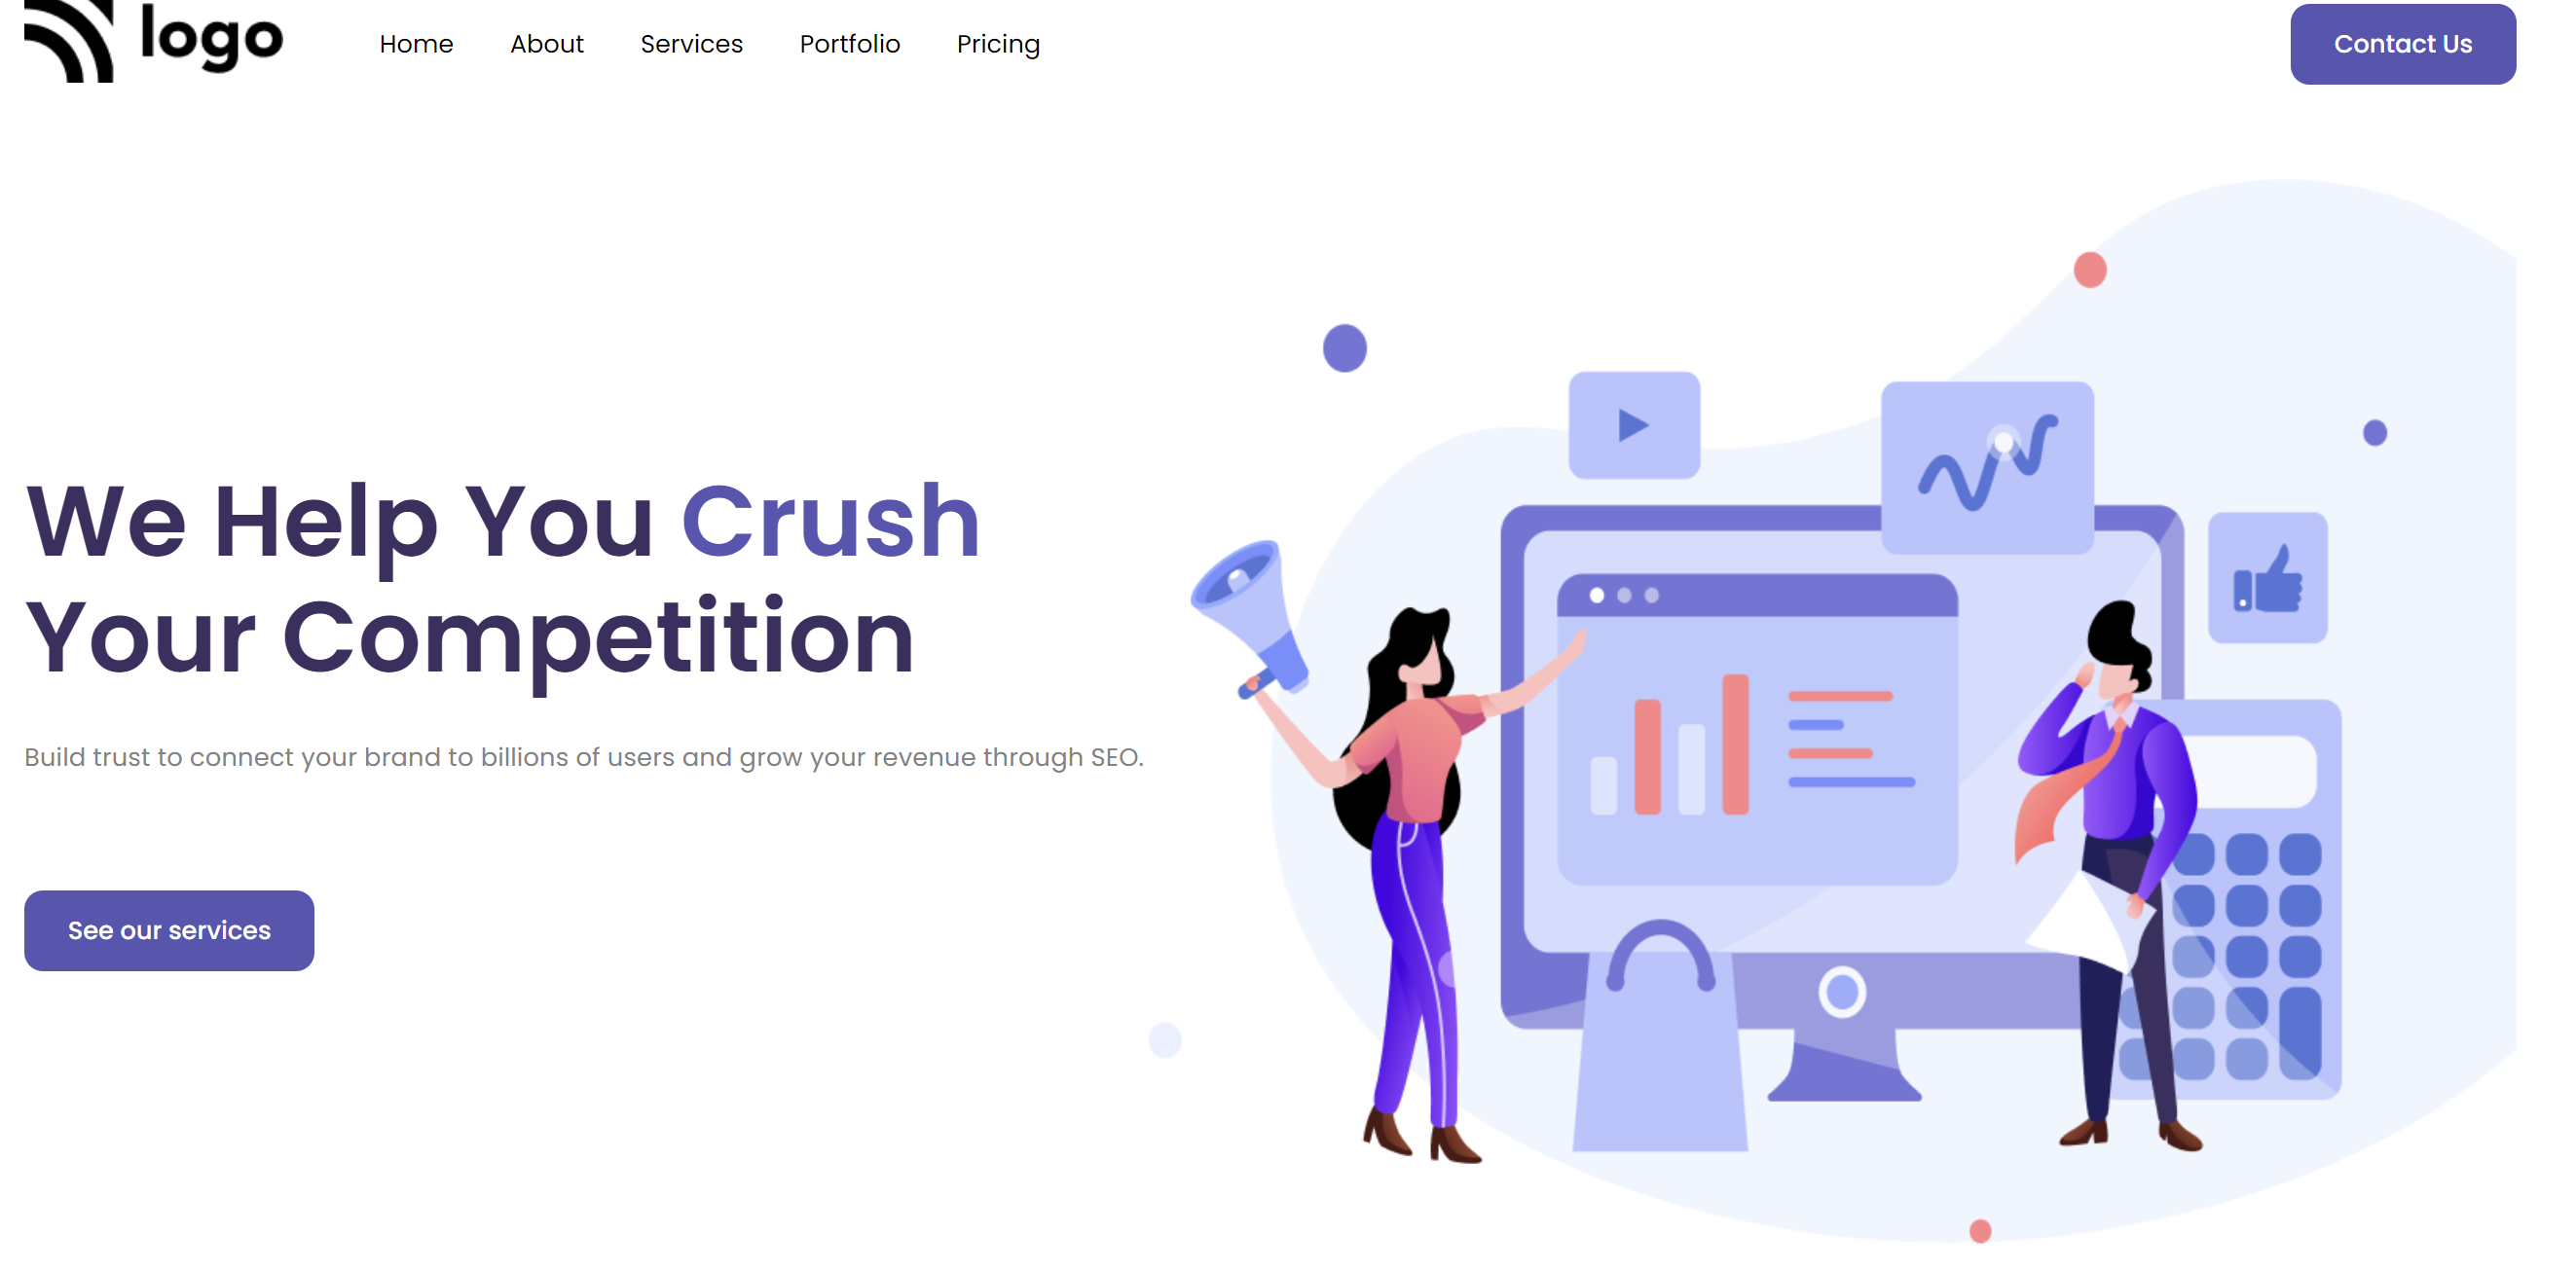 logo
Home About Services Portfolio Pricing
Contact Us
We Help You Crush
Your Competition
Build trust to connect your brand to billions of users and grow your revenue through SEO.
See our services